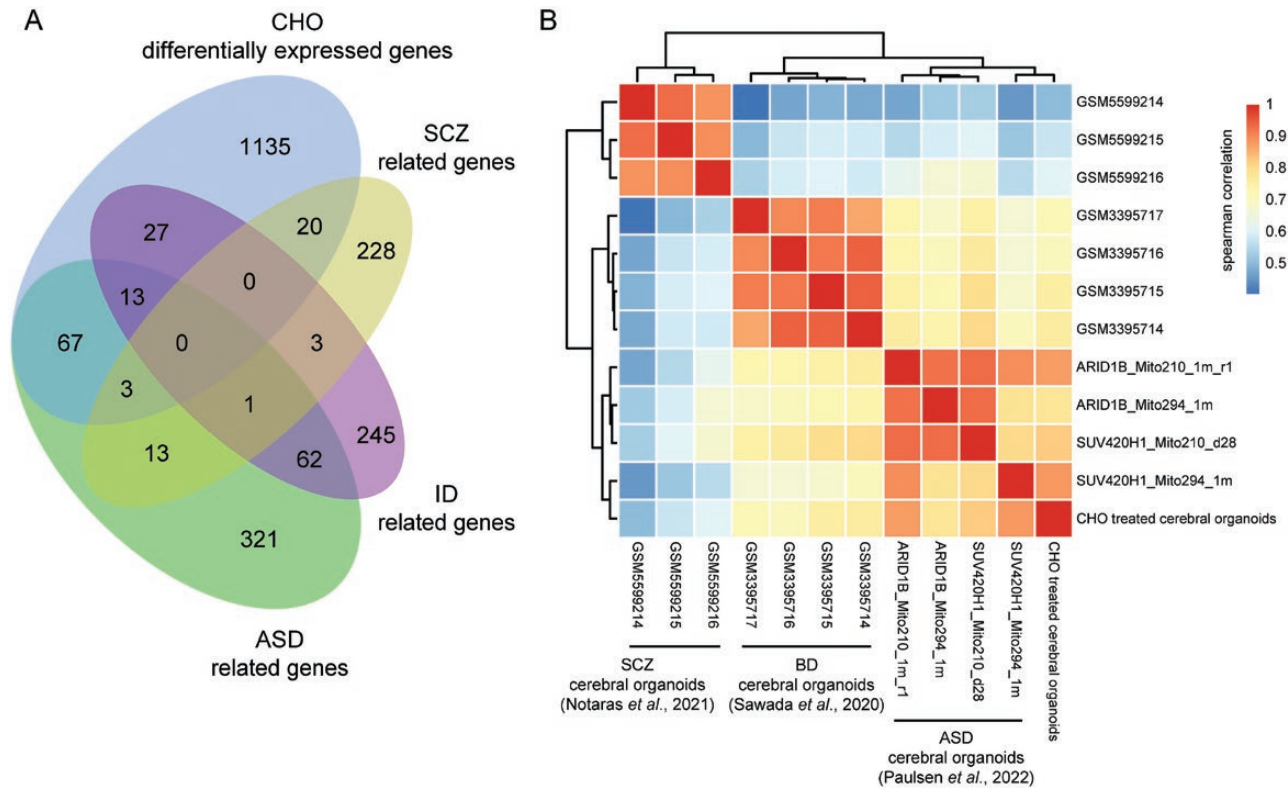 A
CHO
differentially expressed genes
SCZ
related genes
1135
27
20
228
0
13
67
0
3
3
1
13
62
245
321
ID
related genes
ASD
related genes
B
GSM5599214
GSM5599215
GSM5599216
GSM3395717
GSM3395716
GSM3395715
GSM3395714
ARID1B_Mito210_1m_r1
ARID1B_Mito294_1m
SUV420H1_Mito210_d28
SUV420H1_Mito294_1m
CHO treated cerebral organoids
spearman correlation
1
0.9
0.8
0.7
0.6
0.5
GSM5599214
GSM5599215
GSM5599216
GSM3395717
GSM3395716
GSM3395715
GSM3395714
ARID1B_Mito210_1m_r1
ARID1B_Mito294_1m
SUV420H1_Mito210_d28
SUV420H1_Mito294_1m
CHO treated cerebral organoids
SCZ
cerebral organoids
(Notaras et al., 2021)
BD
cerebral organoids
(Sawada et al., 2020)
ASD
cerebral organoids
(Paulsen et al., 2022)